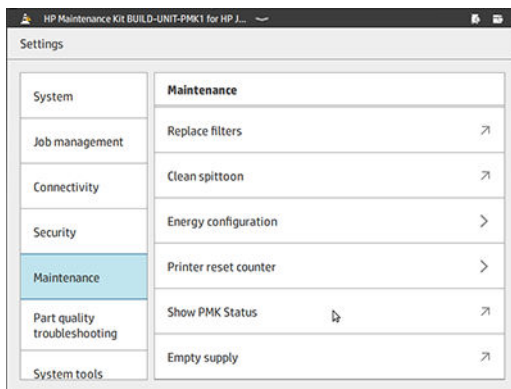 HP Maintenance Kit BUILD-UNIT-PMK1 for HP J...
Settings
System
Job management
Connectivity
Security
Maintenance
Part quality
troubleshooting
System tools
Maintenance
Replace filters
Clean spittoon
Energy configuration
Printer reset counter
Show PMK Status
Empty supply